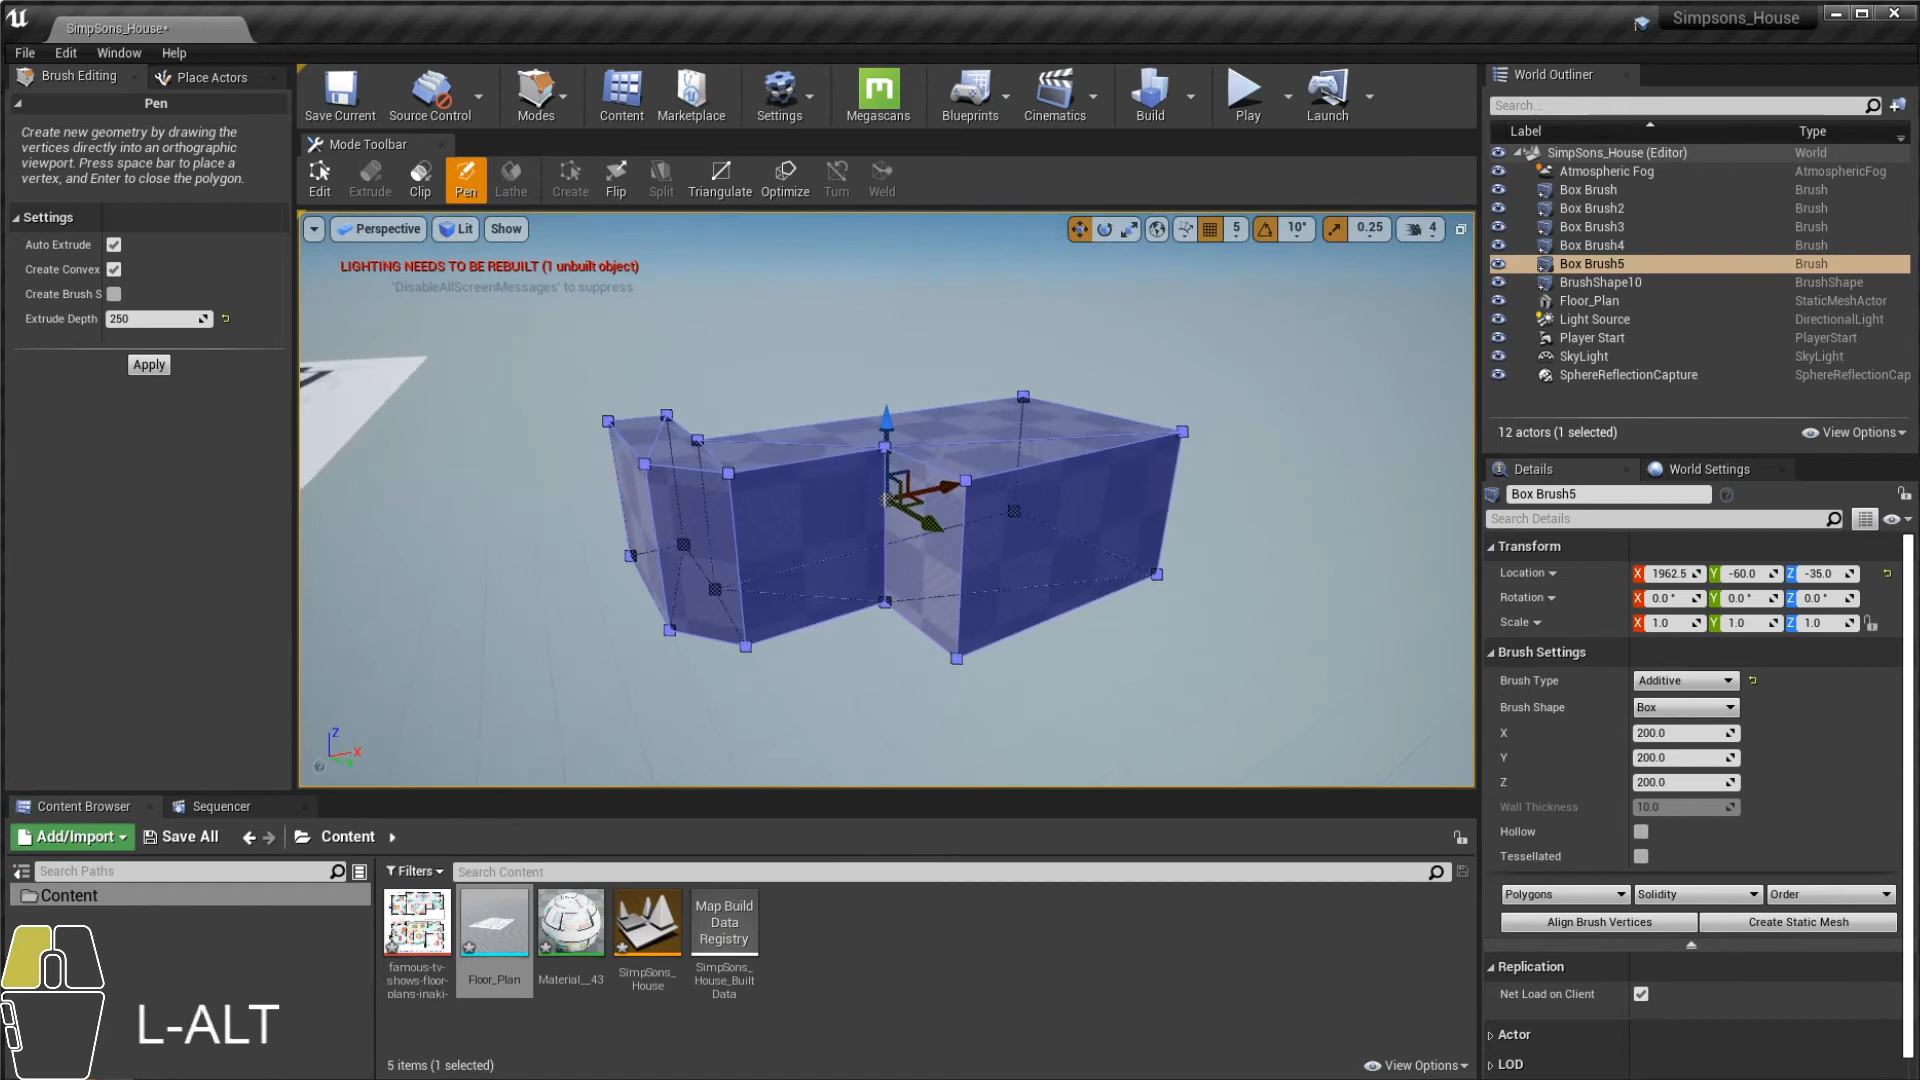 SimpSons_House•
Simpsons_House
File
Edit
Window
Help
Brush Editing
Place Actors
Pen
Create new geometry by drawing the
vertices directly into an orthographic
viewport. Press space bar to place a
vertex, and Enter to close the polygon.
Settings
Auto Extrude
Create Convex
Create Brush S
Extrude Depth
250
Apply
Save Current
Source Control
Modes
Content
Marketplace
Settings
Megascans
Blueprints
Cinematics
Build
Play
Launch
Mode Toolbar
Edit
Extrude
Clip
Pen
Lathe
Create
Flip
Split
Triangulate
Optimize
Turn
Weld
Perspective
Lit
Show
5
10°
0.25
4
LIGHTING NEEDS TO BE REBUILT (1 unbuilt object)
'DisableAllScreenMessages' to suppress
Z
X
Y
World Outliner
Search...
Label
Type
SimpSons_House (Editor)
World
Atmospheric Fog
AtmosphericFog
Box Brush
Brush
Box Brush2
Brush
Box Brush3
Brush
Box Brush4
Brush
Box Brush5
Brush
BrushShape10
BrushShape
Floor_Plan
StaticMeshActor
Light Source
DirectionalLight
Player Start
PlayerStart
SkyLight
SkyLight
SphereReflectionCapture
SphereReflectionCap
12 actors (1 selected)
View Options
Details
World Settings
Box Brush5
Search Details
Transform
Location
X 1962.5 Y -60.0 Z -35.0
Rotation
X 0.0° Y 0.0° Z 0.0°
Scale
X 1.0 Y 1.0 Z 1.0
Brush Settings
Brush Type
Additive
Brush Shape
Box
X
200.0
Y
200.0
Z
200.0
Wall Thickness
10.0
Hollow
Tessellated
Polygons
Solidity
Order
Align Brush Vertices
Create Static Mesh
Replication
Net Load on Client
Actor
LOD
Content Browser
Sequencer
Add/Import
Save All
Content
Search Paths
Filters
Search Content
Content
famous-tv-
shows-floor-
plans-inaki-
Floor_Plan
Material__43
SimpSons_
House
Map Build
Data
Registry
SimpSons_
House_Built
Data
5 items (1 selected)
View Options
L-ALT